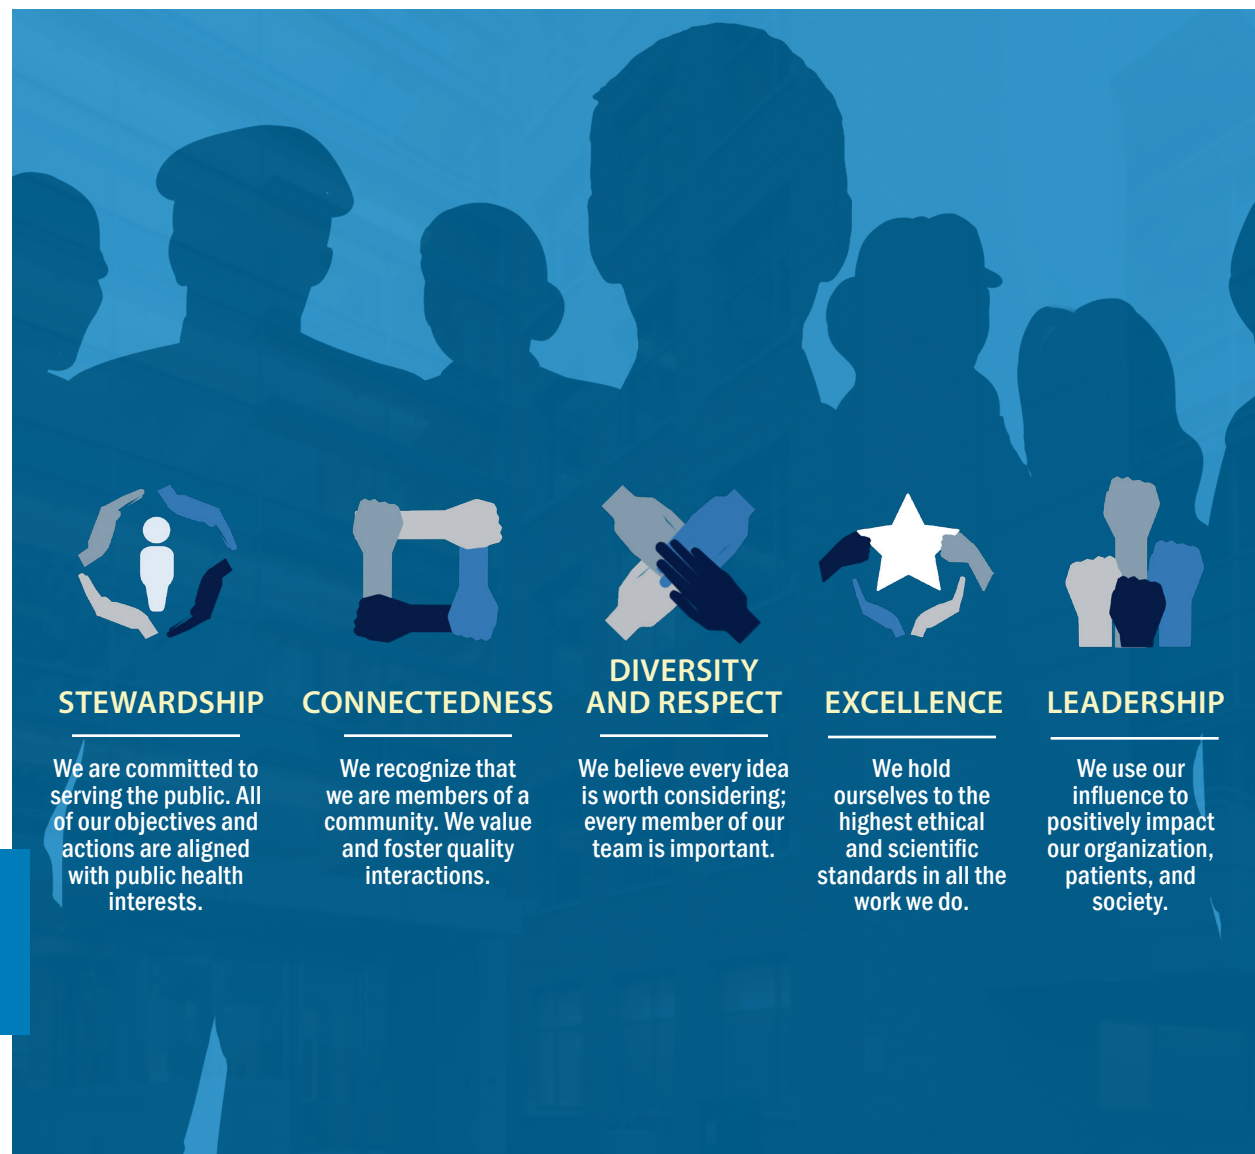 STEWARDSHIP
We are committed to
serving the public. All
of our objectives and
actions are aligned
with public health
interests.
CONNECTEDNESS
We recognize that
we are members of a
community. We value
and foster quality
interactions.
DIVERSITY
AND RESPECT
We believe every idea
is worth considering;
every member of our
team is important.
EXCELLENCE
We hold
ourselves to the
highest ethical
and scientific
standards in all the
work we do.
LEADERSHIP
We use our
influence to
positively impact
our organization,
patients, and
society.